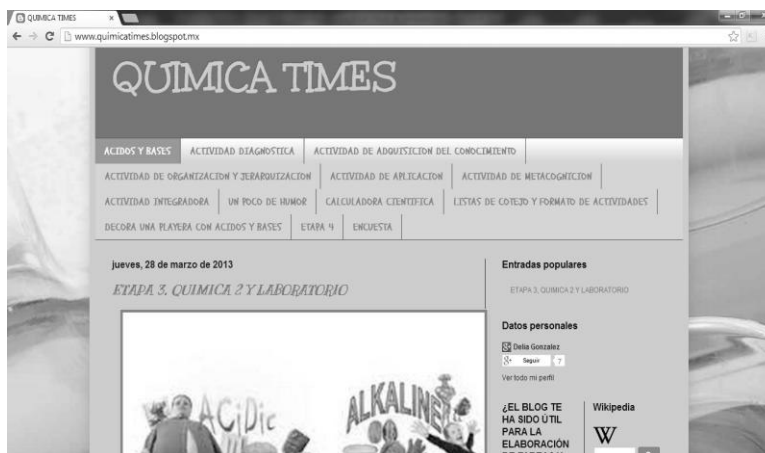 QUIMICA TIMES
www.quimicatimes.blogspot.mx
QUIMICA TIMES
ACIDOS Y BASES
ACTIVIDAD DIAGNOSTICA
ACTIVIDAD DE ADQUISICION DEL CONOCIMIENTO
ACTIVIDAD DE ORGANIZACION Y JERARQUIZACION
ACTIVIDAD DE APLICACION
ACTIVIDAD DE METACOGNICION
ACTIVIDAD INTEGRADORA
UN POCO DE HUMOR
CALCULADORA CIENTIFICA
LISTAS DE COTEJO Y FORMATO DE ACTIVIDADES
DECORA UNA PLAYERA CON ACIDOS Y BASES
ETAPA 4
ENCUESTA
jueves, 28 de marzo de 2013
ETAPA 3. QUIMICA 2 Y LABORATORIO
ACiDic
ALKALINE
Entradas populares
ETAPA 3. QUIMICA 2 Y LABORATORIO
Datos personales
Delia Gonzalez
Seguir 7
Ver todo mi perfil
¿EL BLOG TE
HA SIDO ÚTIL
PARA LA
ELABORACIÓN
Wikipedia
W